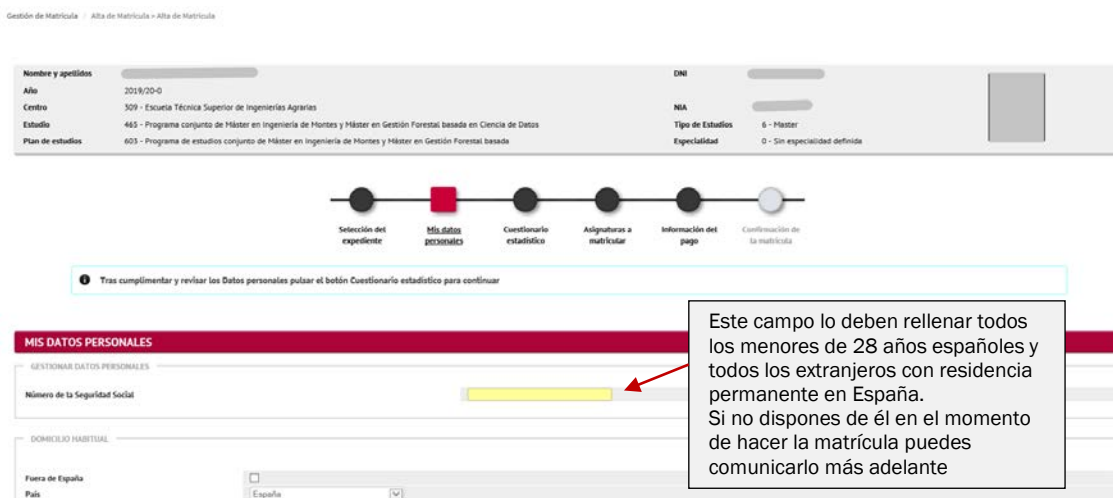 Gestión de Matrícula / Alta de Matrícula > Alta de Matrícula
Nombre y apellidos
DNI
Año 2019/20-0
Centro 309 - Escuela Técnica Superior de Ingenierías Agrarias
NIA
Estudio 465 - Programa conjunto de Máster en Ingeniería de Montes y Máster en Gestión Forestal basada en Ciencia de Datos
Tipo de Estudios 6 - Master
Plan de estudios 603 - Programa de estudios conjunto de Máster en Ingeniería de Montes y Máster en Gestión Forestal basada
Especialidad 0 - Sin especialidad definida
Selección del
expediente
Mis datos
personales
Cuestionario
estadístico
Asignaturas a
matricular
Información del
pago
Confirmación de
la matrícula
Tras cumplimentar y revisar los Datos personales pulsar el botón Cuestionario estadístico para continuar
MIS DATOS PERSONALES
GESTIONAR DATOS PERSONALES
Número de la Seguridad Social
Este campo lo deben rellenar todos
los menores de 28 años españoles y
todos los extranjeros con residencia
permanente en España.
Si no dispones de él en el momento
de hacer la matrícula puedes
comunicarlo más adelante
DOMICILIO HABITUAL
Fuera de España
País España